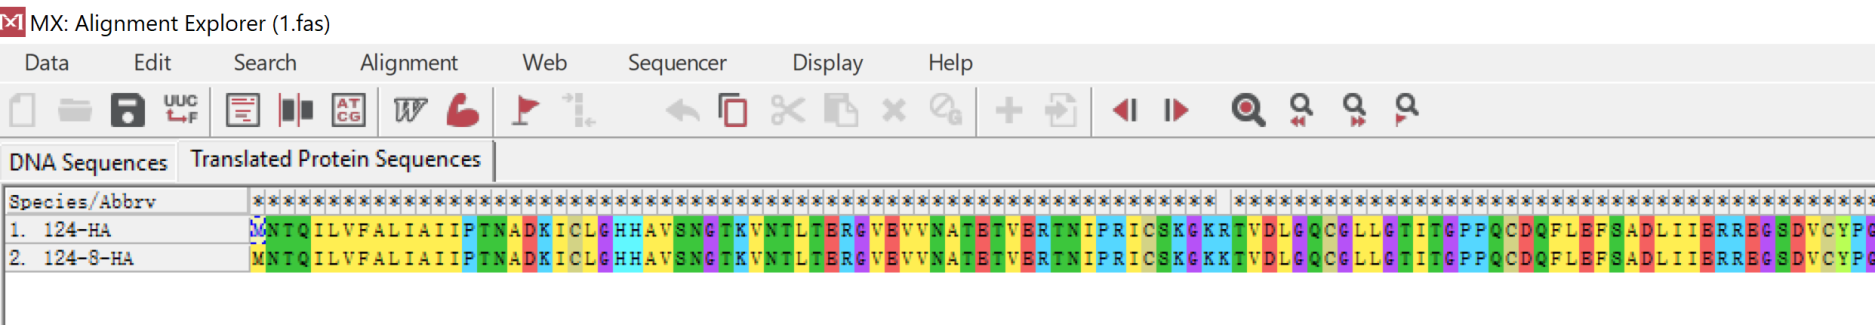 MX: Alignment Explorer (1.fas)
Data Edit Search Alignment Web Sequencer Display Help
UUC F AT CG W G
DNA Sequences Translated Protein Sequences
Species/Abbrv * * * * * * * * * * * * * * * * * * * * * * * * * * * * * * * * * * * * * * * * * * * * * * * * * * * * * * * * * * * * * * * * * * * * * * * * * * * * * * * * * * * * * * * * * * * * * * * * * * * * * * * * *
1. 124-HA MNTQILVFALIAIIPTNADKICLGHHAVSNGTKVNTLTERGVEVVNATETVERTNIPRICSKGKRTVDLGQCGLLGTITGPPQCDQFLEFSADLIIERREGSDVCYPG
2. 124-8-HA MNTQILVFALIAIIPTNADKICLGHHAVSNGTKVNTLTERGVEVVNATETVERTNIPRICSKGKKTVDLGQCGLLGTITGPPQCDQFLEFSADLIIERREGSDVCYPG